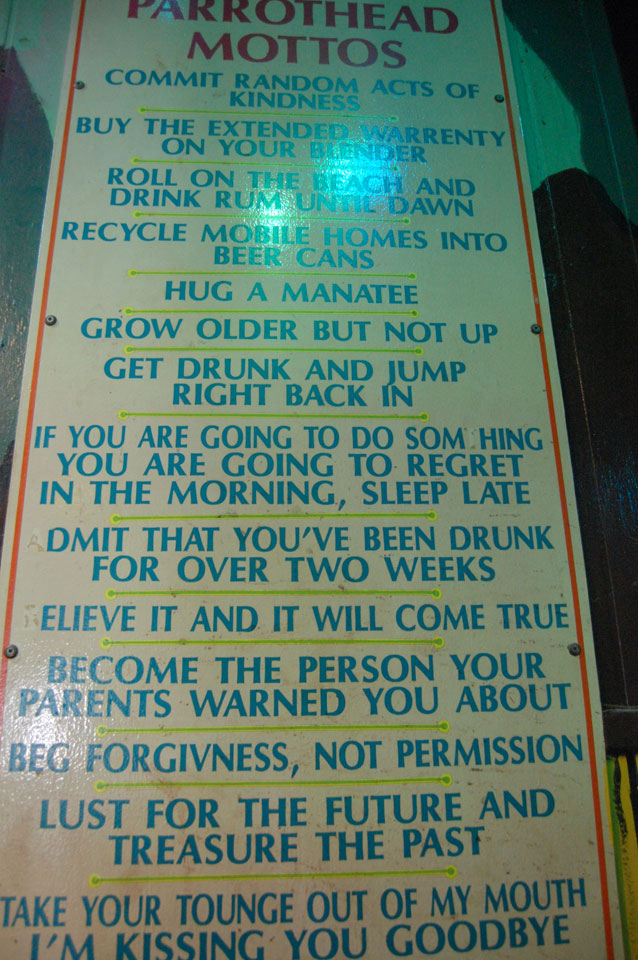 PARROTHEAD
MOTTOS
COMMIT RANDOM ACTS OF
KINDNESS
BUY THE EXTENDED WARRENTY
ON YOUR BLENDER
ROLL ON THE BEACH AND
DRINK RUM UNTIL DAWN
RECYCLE MOBILE HOMES INTO
BEER CANS
HUG A MANATEE
GROW OLDER BUT NOT UP
GET DRUNK AND JUMP
RIGHT BACK IN
IF YOU ARE GOING TO DO SOM HING
YOU ARE GOING TO REGRET
IN THE MORNING, SLEEP LATE
DMIT THAT YOU'VE BEEN DRUNK
FOR OVER TWO WEEKS
ELIEVE IT AND IT WILL COME TRUE
BECOME THE PERSON YOUR
PARENTS WARNED YOU ABOUT
BEG FORGIVNESS, NOT PERMISSION
LUST FOR THE FUTURE AND
TREASURE THE PAST
TAKE YOUR TOUNGE OUT OF MY MOUTH
I'M KISSING YOU GOODBYE